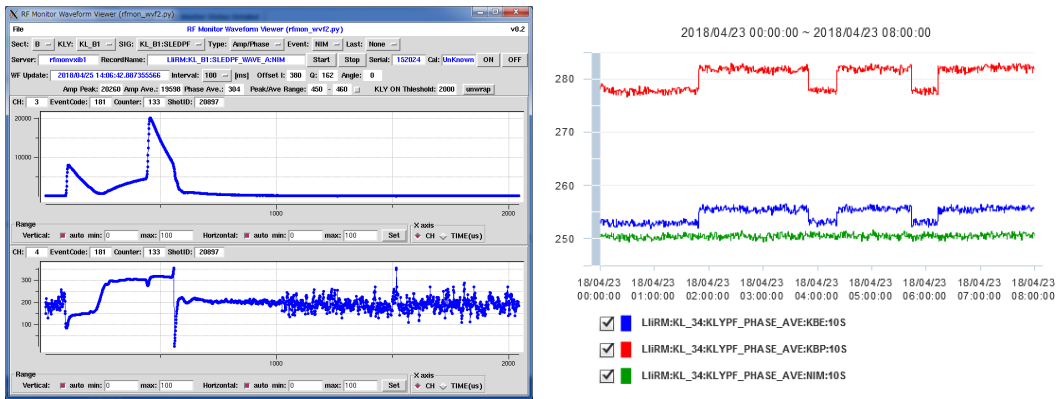 RF Monitor Waveform Viewer (rfmon_wvf2.py)
File RF Monitor Waveform Viewer (rfmon_wvf2.py) v0.2
Sect: B KLY: KL_B1 SIG: KL_B1:SLEDPF Type: Amp/Phase Event: NIM Last: None
Server: rfmonvxib1 RecordName: LIiRM:KL_B1:SLEDPF_WAVE_A:NIM Start Stop Serial: 152024 Cal: UnKnown ON OFF
WF Update: 2018/04/25 14:06:42.887355566 Interval: 100 [ms] Offset I: 380 Q: 162 Angle: 0
Amp Peak: 20260 Amp Ave.: 19598 Phase Ave.: 304 Peak/Ave Range: 450 - 460 KLY ON Thleshold: 2000 unwrap
CH: 3 EventCode: 181 Counter: 133 ShotID: 20897
20000
10000
1000 2000
Range X axis
Vertical: auto min: 0 max: 100 Horizontal: auto min: 0 max: 100 Set CH TIME(us)
CH: 4 EventCode: 181 Counter: 133 ShotID: 20897
300
200
100
1000 2000
Range X axis
Vertical: auto min: 0 max: 100 Horizontal: auto min: 0 max: 100 Set CH TIME(us)
2018/04/23 00:00:00 ~ 2018/04/23 08:00:00
280
270
260
250
18/04/23 18/04/23 18/04/23 18/04/23 18/04/23 18/04/23 18/04/23 18/04/23 18/04/23
00:00:00 01:00:00 02:00:00 03:00:00 04:00:00 05:00:00 06:00:00 07:00:00 08:00:00
LIiRM:KL_34:KLYPF_PHASE_AVE:KBE:10S
LIiRM:KL_34:KLYPF_PHASE_AVE:KBP:10S
LIiRM:KL_34:KLYPF_PHASE_AVE:NIM:10S